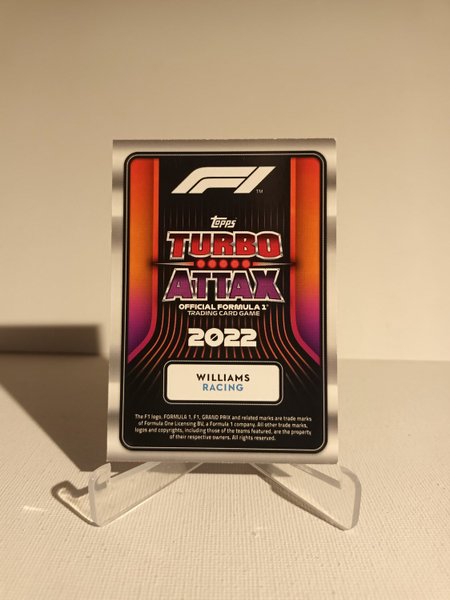 F1 ™
Topps
TURBO
ATTAX
OFFICIAL FORMULA 1®
TRADING CARD GAME
2022
WILLIAMS
RACING
The F1 logo, FORMULA 1, F1, GRAND PRIX and related marks are trade marks
of Formula One Licensing BV, a Formula 1 company. All other trade marks,
logos and copyrights, including those of the teams featured, are the property
of their respective owners. All rights reserved.